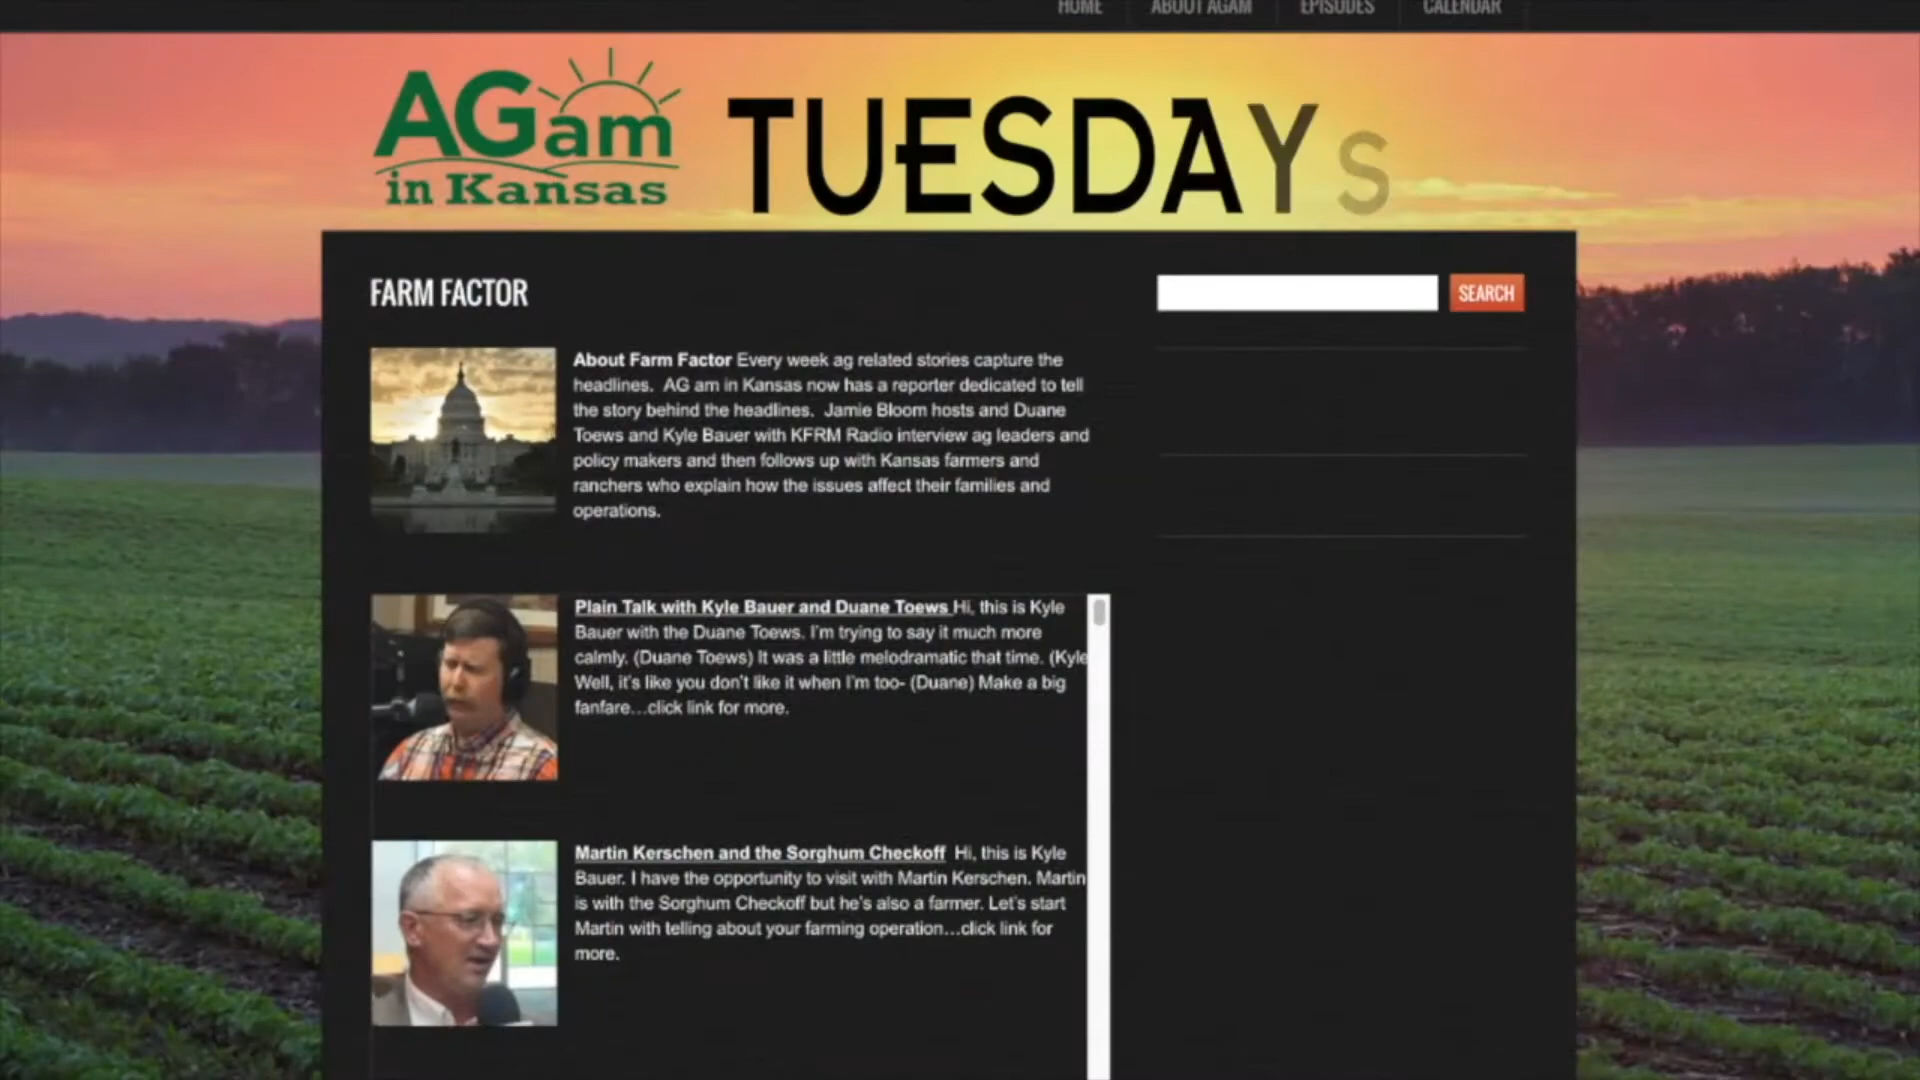 HOME ABOUT AGAM EPISODES CALENDAR
AGam
in Kansas
TUESDAYS
FARM FACTOR
SEARCH
About Farm Factor Every week ag related stories capture the
headlines. AG am in Kansas now has a reporter dedicated to tell
the story behind the headlines. Jamie Bloom hosts and Duane
Toews and Kyle Bauer with KFRM Radio interview ag leaders and
policy makers and then follows up with Kansas farmers and
ranchers who explain how the issues affect their families and
operations.
Plain Talk with Kyle Bauer and Duane Toews Hi, this is Kyle
Bauer with the Duane Toews. I'm trying to say it much more
calmly. (Duane Toews) It was a little melodramatic that time. (Kyle
Well, it's like you don't like it when I'm too- (Duane) Make a big
fanfare...click link for more.
Martin Kerschen and the Sorghum Checkoff Hi, this is Kyle
Bauer. I have the opportunity to visit with Martin Kerschen. Martin
is with the Sorghum Checkoff but he's also a farmer. Let's start
Martin with telling about your farming operation...click link for
more.